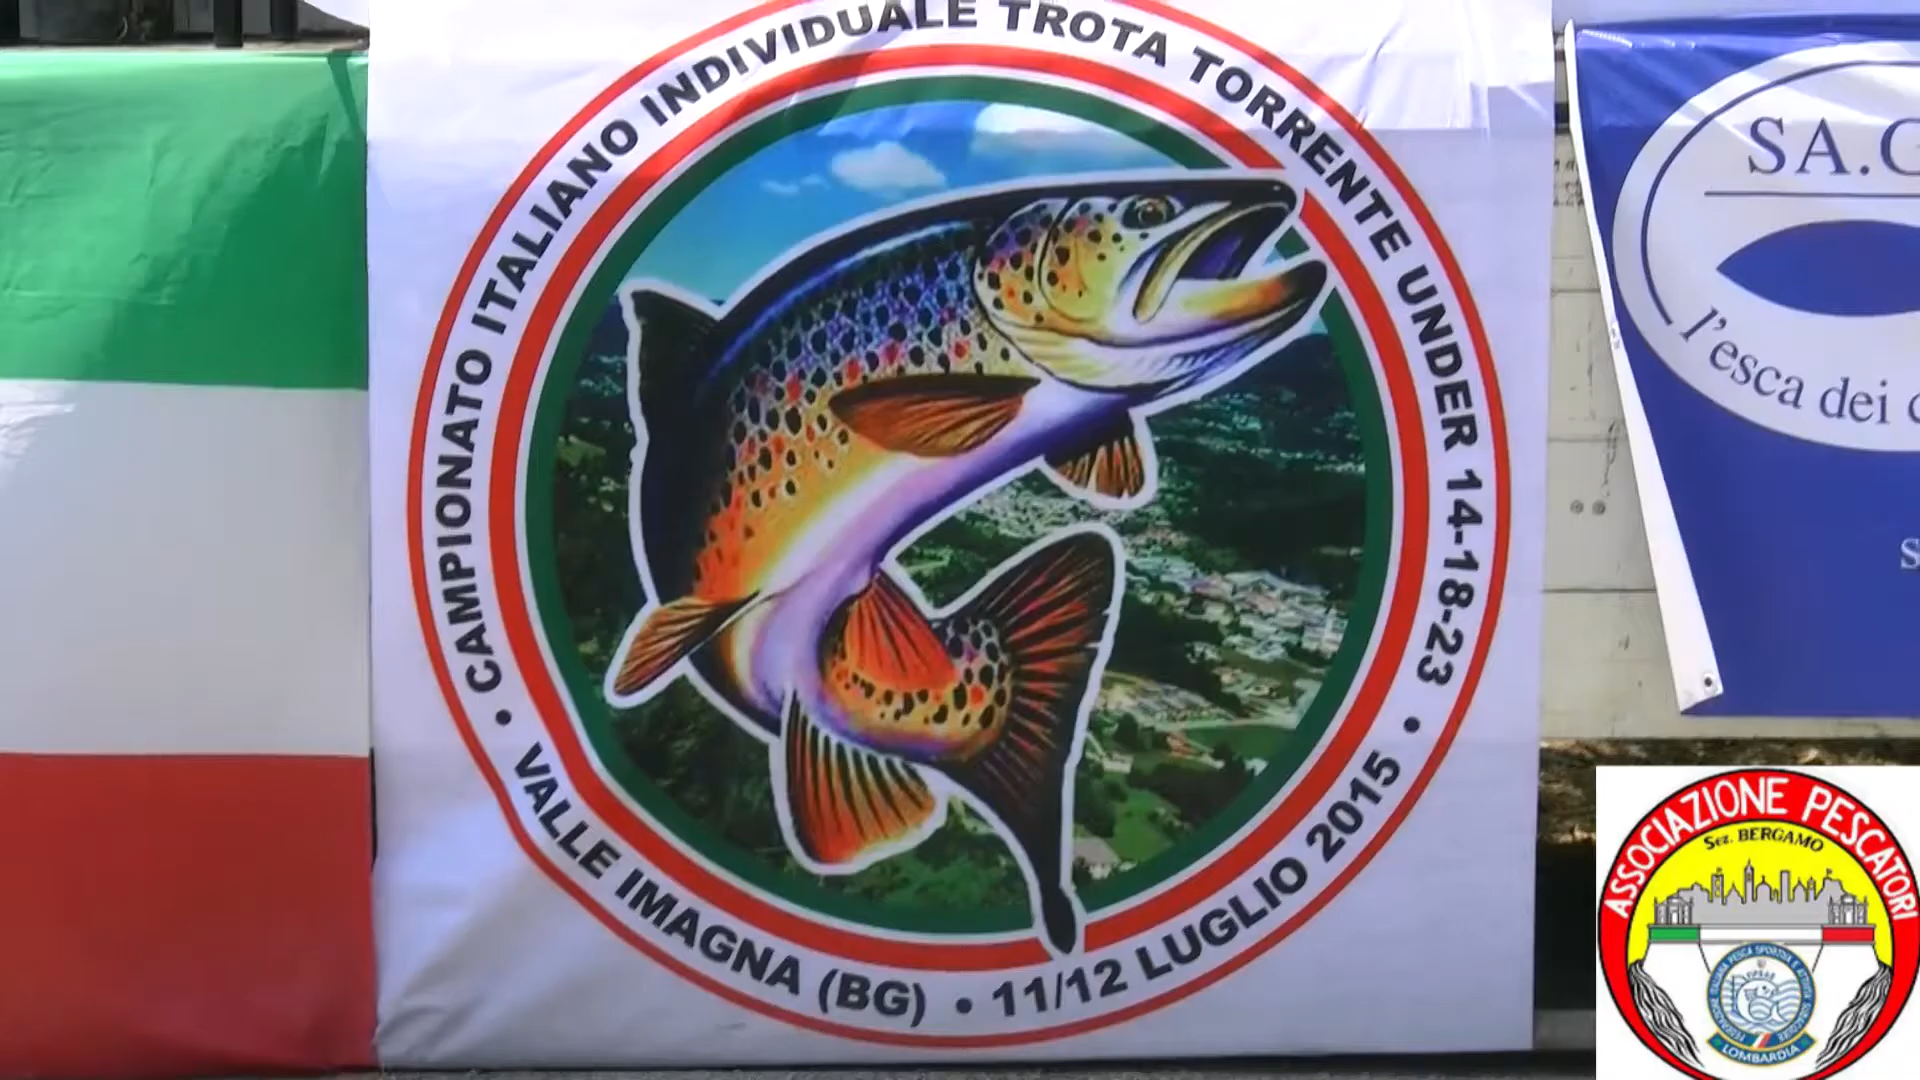 CAMPIONATO ITALIANO INDIVIDUALE TROTA TORRENTE UNDER 14-18-23
• VALLE IMAGNA (BG) • 11/12 LUGLIO 2015 •
SA.G
l'esca dei c
S
ASSOCIAZIONE PESCATORI
Sez. BERGAMO
LOMBARDIA